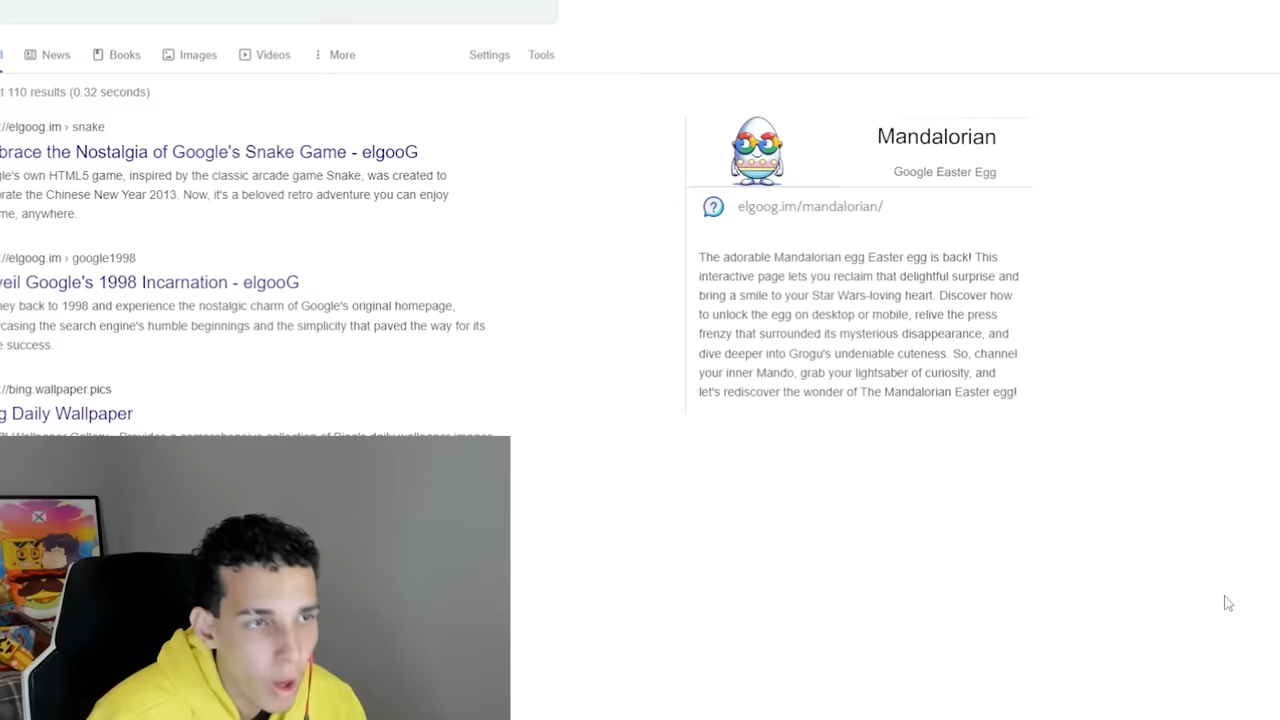 News Books Images Videos More Settings Tools
110 results (0.32 seconds)
//elgoog.im › snake
brace the Nostalgia of Google's Snake Game - elgooG
gle's own HTML5 game, inspired by the classic arcade game Snake, was created to
rate the Chinese New Year 2013. Now, it's a beloved retro adventure you can enjoy
me, anywhere.
//elgoog.im › google1998
veil Google's 1998 Incarnation - elgooG
ney back to 1998 and experience the nostalgic charm of Google's original homepage,
casing the search engine's humble beginnings and the simplicity that paved the way for its
e success.
//bing.wallpaper.pics
g Daily Wallpaper
Mandalorian
Google Easter Egg
elgoog.im/mandalorian/
The adorable Mandalorian egg Easter egg is back! This
interactive page lets you reclaim that delightful surprise and
bring a smile to your Star Wars-loving heart. Discover how
to unlock the egg on desktop or mobile, relive the press
frenzy that surrounded its mysterious disappearance, and
dive deeper into Grogu's undeniable cuteness. So, channel
your inner Mando, grab your lightsaber of curiosity, and
let's rediscover the wonder of The Mandalorian Easter egg!